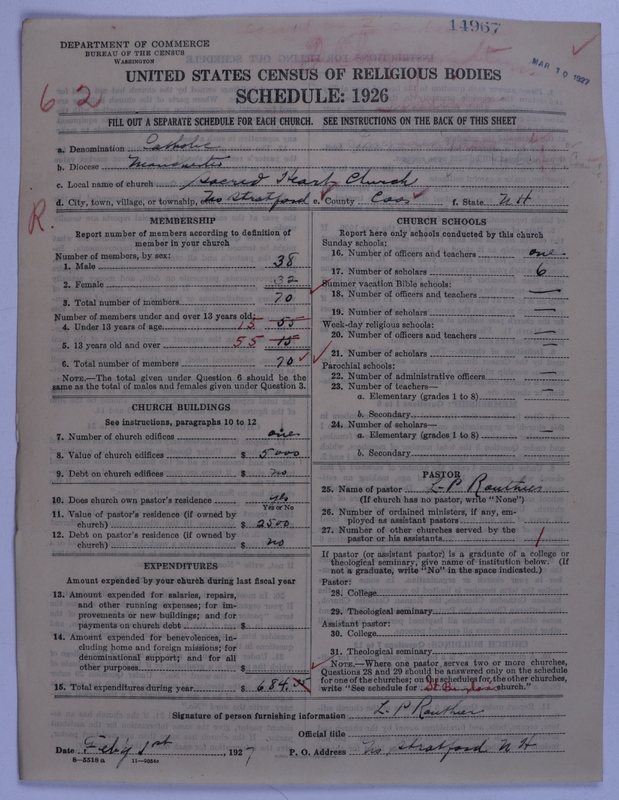 14967
DEPARTMENT OF COMMERCE
BUREAU OF THE CENSUS
WASHINGTON
MAR 10 1927
UNITED STATES CENSUS OF RELIGIOUS BODIES
SCHEDULE: 1926
62
FILL OUT A SEPARATE SCHEDULE FOR EACH CHURCH. SEE INSTRUCTIONS ON THE BACK OF THIS SHEET
a. Denomination Catholic
b. Diocese Manchester
c. Local name of church Sacred Heart Church
d. City, town, village, or township, No Stratford e. County Coos f. State N H
R.
MEMBERSHIP
Report number of members according to definition of
member in your church
Number of members, by sex:
1. Male 38
2. Female 32
3. Total number of members 70
Number of members under and over 13 years old:
4. Under 13 years of age 15 55
5. 13 years old and over 55 15
6. Total number of members 70
NOTE.—The total given under Question 6 should be the
same as the total of males and females given under Question 3.
CHURCH BUILDINGS
See instructions, paragraphs 10 to 12
7. Number of church edifices one
8. Value of church edifices $ 5000
9. Debt on church edifices $ no
10. Does church own pastor's residence yes
Yes or No
11. Value of pastor's residence (if owned by
church) $ 2500
12. Debt on pastor's residence (if owned by
church) $ no
EXPENDITURES
Amount expended by your church during last fiscal year
13. Amount expended for salaries, repairs,
and other running expenses; for im-
provements or new buildings; and for
payments on church debt $
14. Amount expended for benevolences, in-
cluding home and foreign missions; for
denominational support; and for all
other purposes $
15. Total expenditures during year $ 684.35
CHURCH SCHOOLS
Report here only schools conducted by this church
Sunday schools:
16. Number of officers and teachers one
17. Number of scholars 6
Summer vacation Bible schools:
18. Number of officers and teachers —
19. Number of scholars —
Week-day religious schools:
20. Number of officers and teachers —
21. Number of scholars —
Parochial schools:
22. Number of administrative officers —
23. Number of teachers—
a. Elementary (grades 1 to 8) —
b. Secondary
24. Number of scholars—
a. Elementary (grades 1 to 8) —
b. Secondary
PASTOR
25. Name of pastor L-P Routhier
(If church has no pastor, write "None")
26. Number of ordained ministers, if any, em-
ployed as assistant pastors
27. Number of other churches served by the
pastor or his assistants 1
If pastor (or assistant pastor) is a graduate of a college or
theological seminary, give name of institution below. (If
not a graduate, write "No" in the space indicated.)
Pastor:
28. College
29. Theological seminary
Assistant pastor:
30. College
31. Theological seminary
NOTE.—Where one pastor serves two or more churches,
Questions 28 and 29 should be answered only on the schedule
for one of the churches; on the schedules for the other churches,
write "See schedule for St church."
Signature of person furnishing information L-P Routhier
Official title
Date Feb'y 1st, 1927 P. O. Address No Stratford N H
8—5518 a 11—5054a